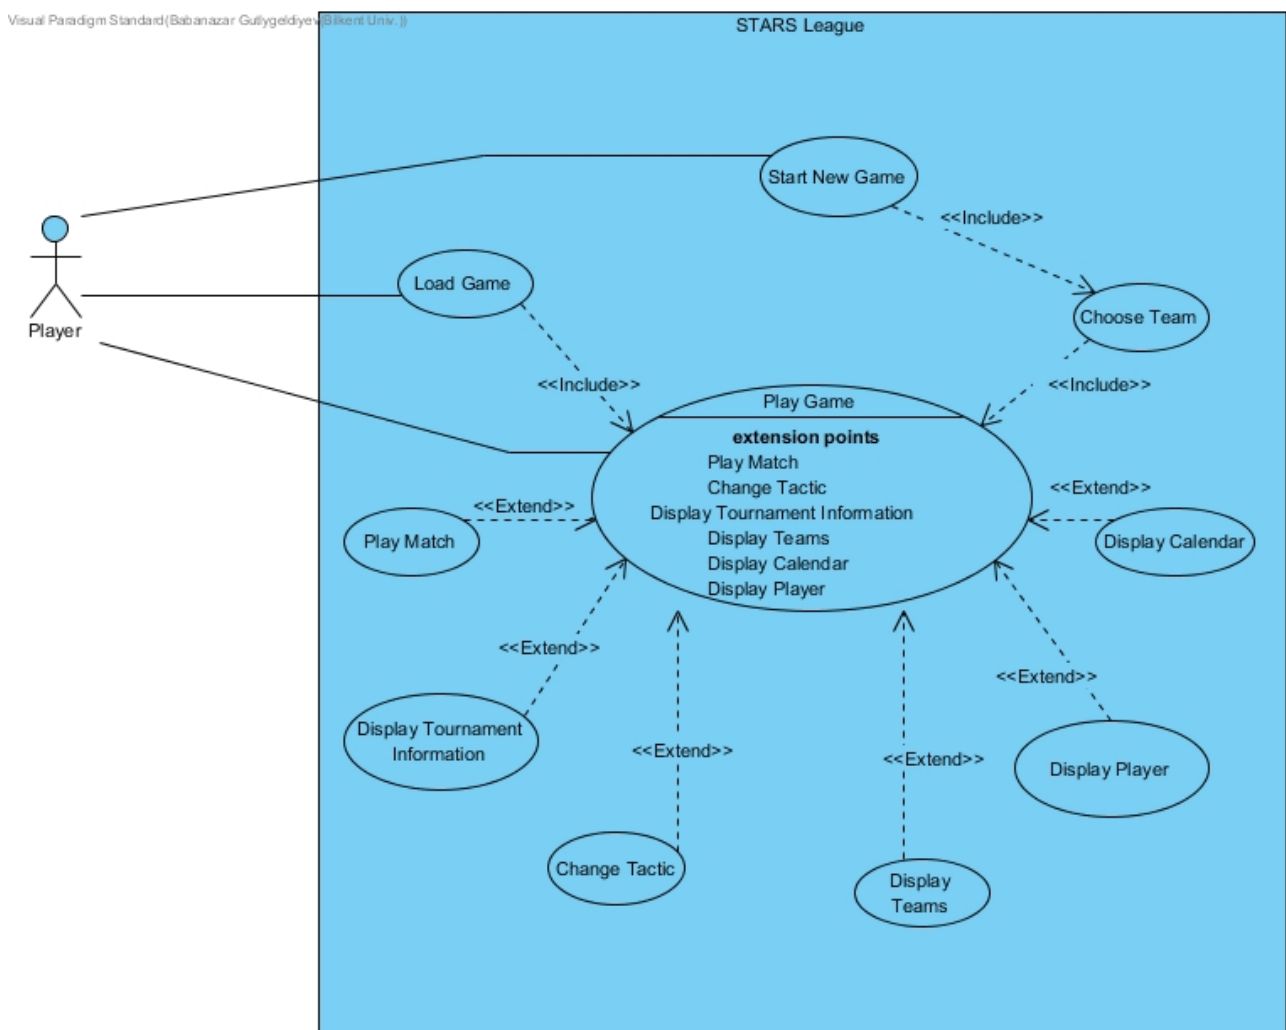 Visual Paradigm Standard(Babanazar Gutlygeldiyev(Bilkent Univ.))
STARS League
Start New Game
<<Include>>
Load Game
Choose Team
Player
<<Include>>
<<Include>>
Play Game
extension points
Play Match
Change Tactic
Display Tournament Information
Display Teams
Display Calendar
Display Player
<<Extend>>
<<Extend>>
Play Match
Display Calendar
<<Extend>>
<<Extend>>
Display Tournament
Information
<<Extend>>
<<Extend>>
Display Player
Change Tactic
Display
Teams